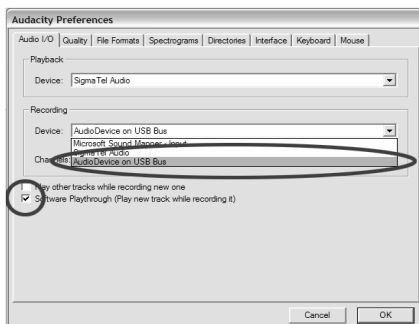 Audacity Preferences
Audio I/O Quality File Formats Spectrograms Directories Interface Keyboard Mouse
Playback
Device: SigmaTel Audio
Recording
Device: AudioDevice on USB Bus
Microsoft Sound Mapper - Input
SigmaTel Audio
Channels: AudioDevice on USB Bus
Play other tracks while recording new one
Software Playthrough (Play new track while recording it)
Cancel OK